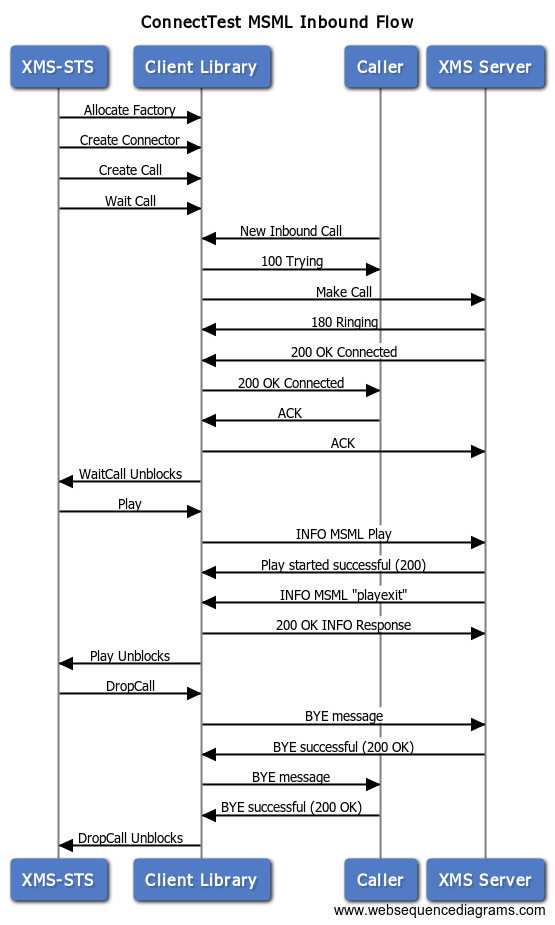 ConnectTest MSML Inbound Flow
XMS-STS
Client Library
Caller
XMS Server
Allocate Factory
Create Connector
Create Call
Wait Call
New Inbound Call
100 Trying
Make Call
180 Ringing
200 OK Connected
200 OK Connected
ACK
ACK
WaitCall Unblocks
Play
INFO MSML Play
Play started successful (200)
INFO MSML "playexit"
200 OK INFO Response
Play Unblocks
DropCall
BYE message
BYE successful (200 OK)
BYE message
BYE successful (200 OK)
DropCall Unblocks
XMS-STS
Client Library
Caller
XMS Server
www.websequencediagrams.com